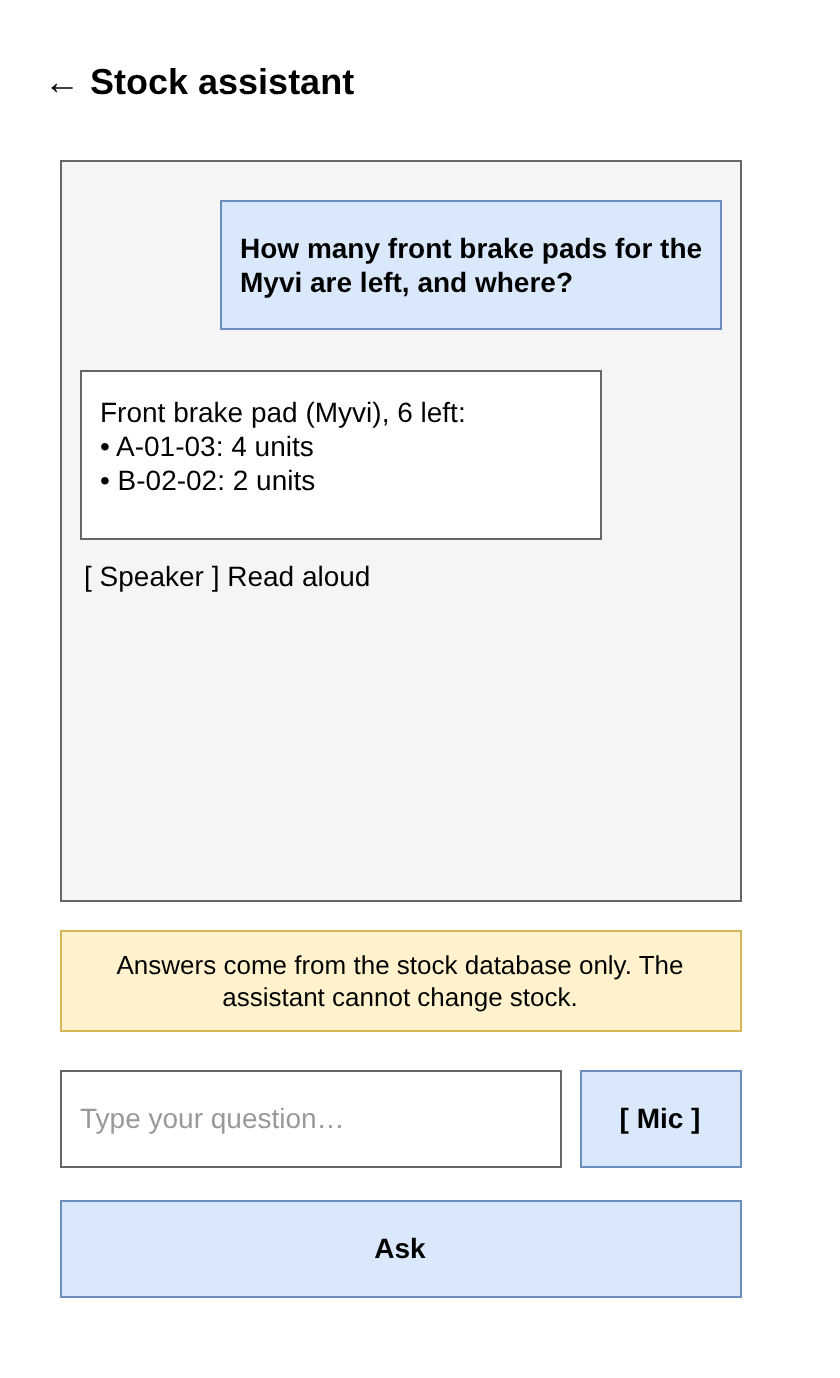 ← Stock assistant
How many front brake pads for the
Myvi are left, and where?
Front brake pad (Myvi), 6 left:
• A-01-03: 4 units
• B-02-02: 2 units
[ Speaker ] Read aloud
Answers come from the stock database only. The
assistant cannot change stock.
Type your question…
[ Mic ]
Ask